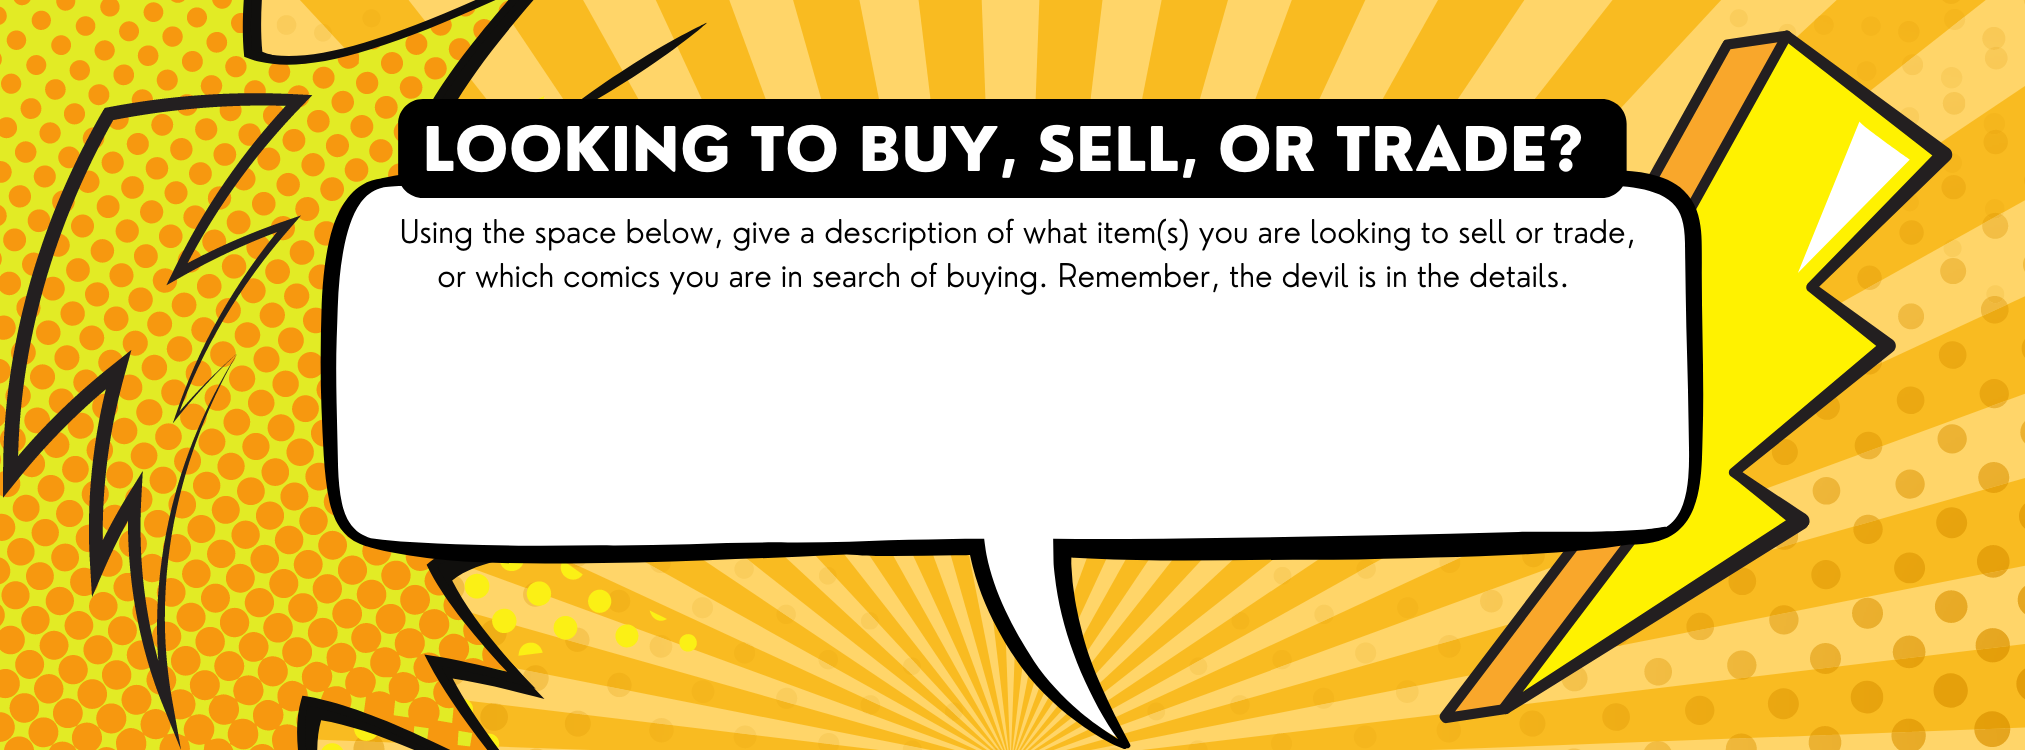 LOOKING TO BUY, SELL, OR TRADE?
Using the space below, give a description of what item(s) you are looking to sell or trade,
or which comics you are in search of buying. Remember, the devil is in the details.